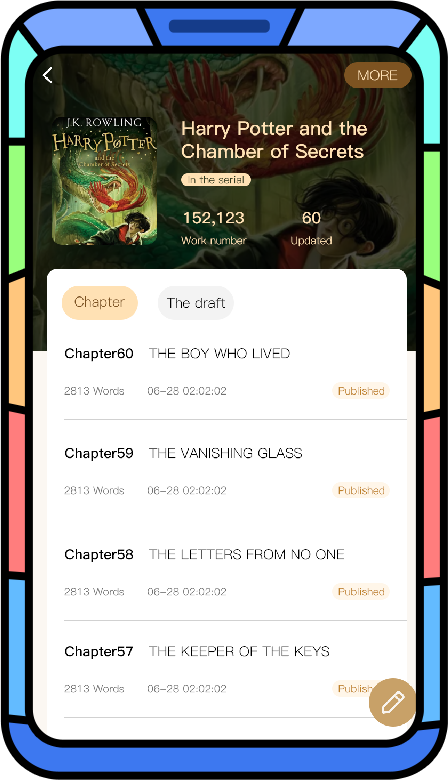 MORE
J.K. ROWLING
HARRY POTTER
and the
Chamber of Secrets
Harry Potter and the
Chamber of Secrets
In the serial
152,123
60
Work number
Updated
Chapter
The draft
Chapter60 THE BOY WHO LIVED
2813 Words 06-28 02:02:02 Published
Chapter59 THE VANISHING GLASS
2813 Words 06-28 02:02:02 Published
Chapter58 THE LETTERS FROM NO ONE
2813 Words 06-28 02:02:02 Published
Chapter57 THE KEEPER OF THE KEYS
2813 Words 06-28 02:02:02 Publish